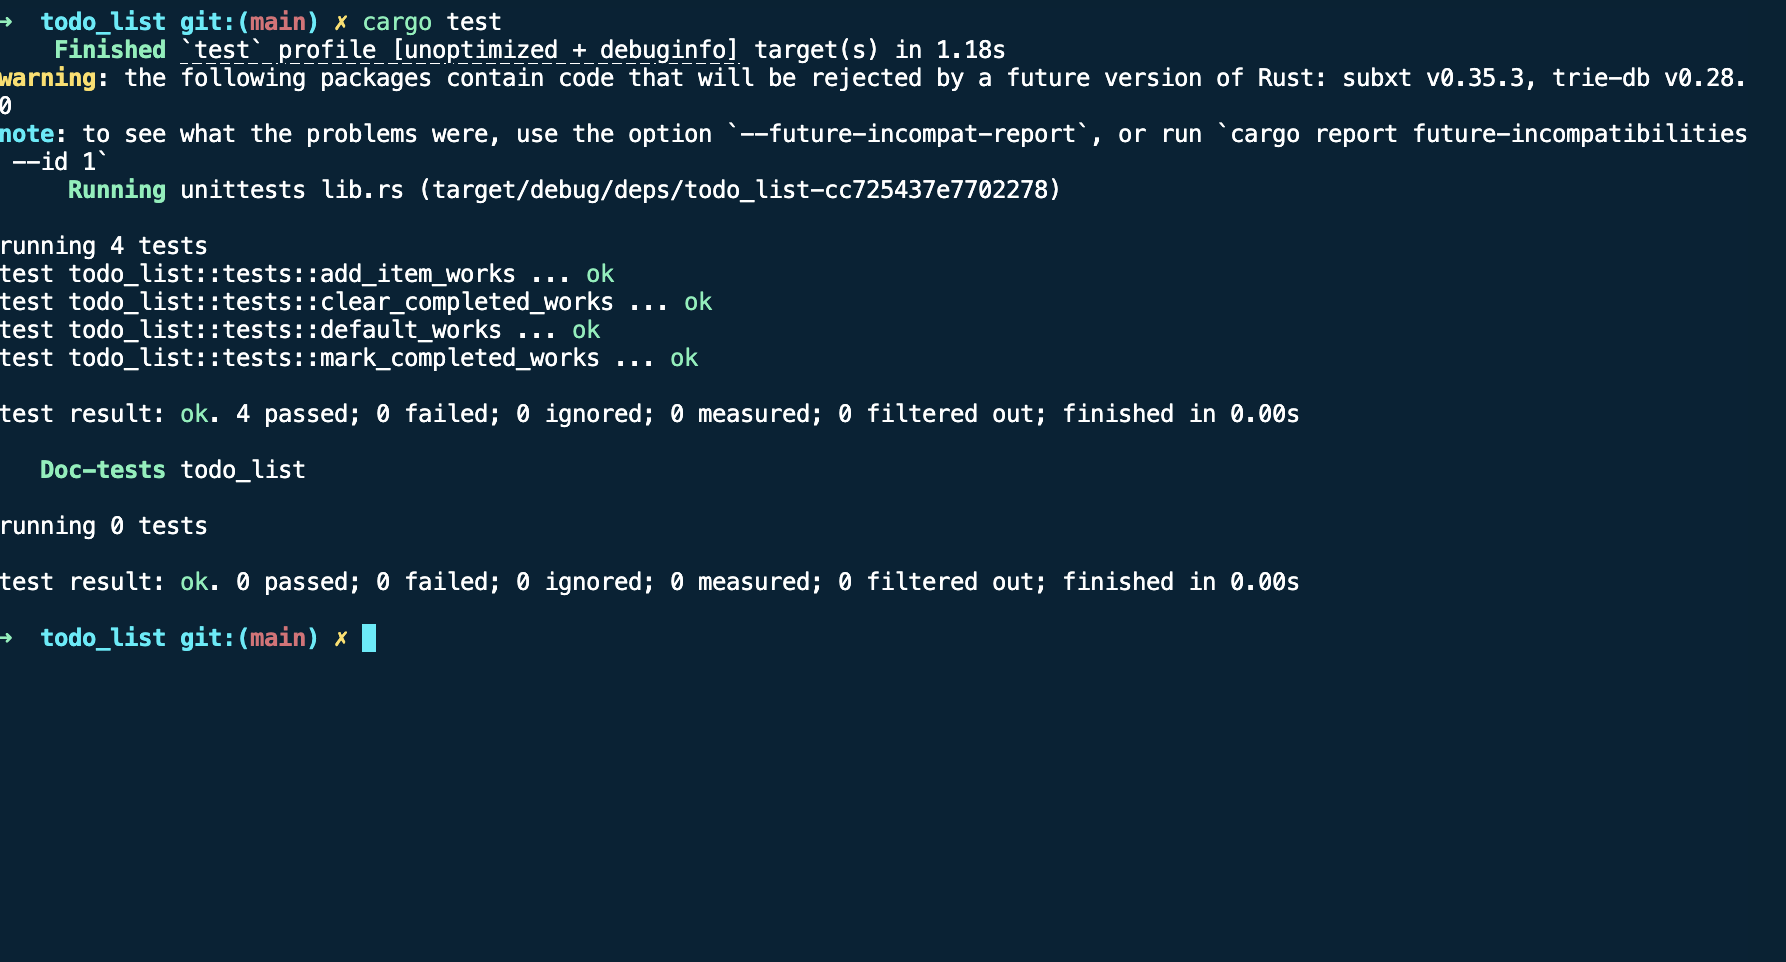 →  todo_list git:(main) ✗ cargo test
    Finished `test` profile [unoptimized + debuginfo] target(s) in 1.18s
warning: the following packages contain code that will be rejected by a future version of Rust: subxt v0.35.3, trie-db v0.28.
0
note: to see what the problems were, use the option `--future-incompat-report`, or run `cargo report future-incompatibilities
 --id 1`
     Running unittests lib.rs (target/debug/deps/todo_list-cc725437e7702278)
running 4 tests
test todo_list::tests::add_item_works ... ok
test todo_list::tests::clear_completed_works ... ok
test todo_list::tests::default_works ... ok
test todo_list::tests::mark_completed_works ... ok
test result: ok. 4 passed; 0 failed; 0 ignored; 0 measured; 0 filtered out; finished in 0.00s
   Doc-tests todo_list
running 0 tests
test result: ok. 0 passed; 0 failed; 0 ignored; 0 measured; 0 filtered out; finished in 0.00s
→  todo_list git:(main) ✗